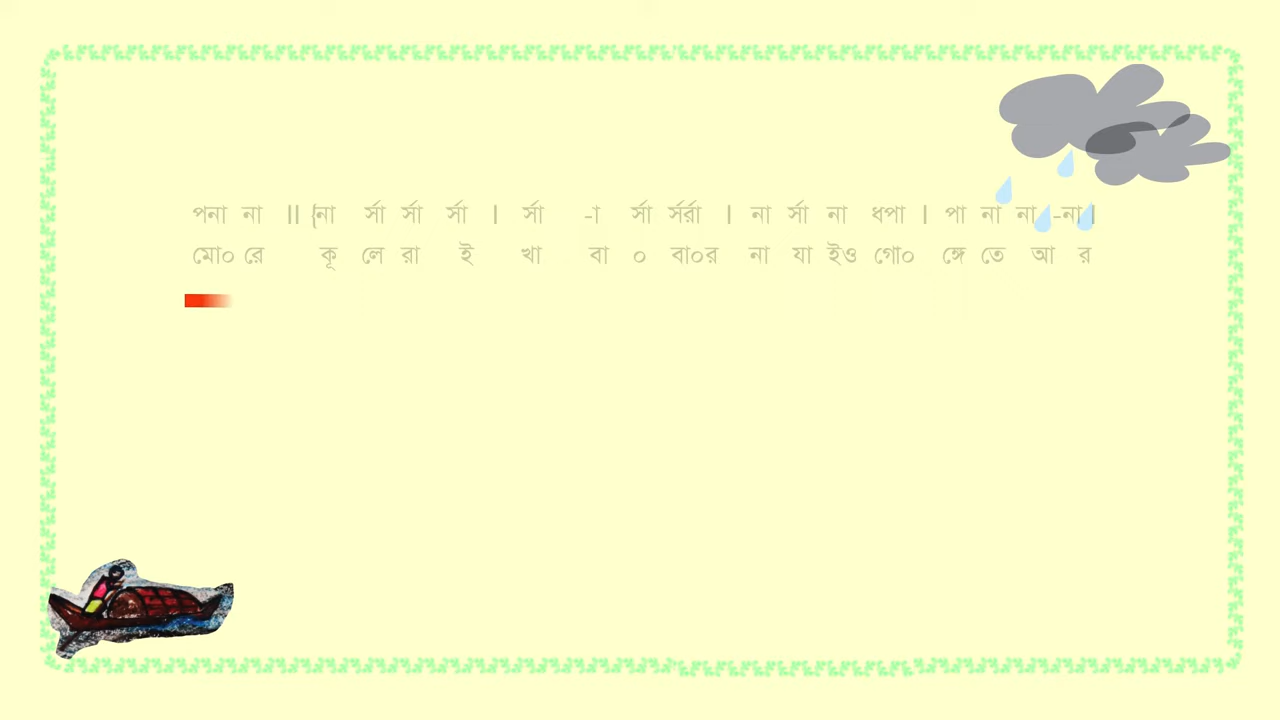 পনা না ॥ {না র্সা র্সা র্সা । র্সা -া র্সা র্সর্রা । না র্সা না ধপা । পা না না -না ।
মো০ রে কূ লে রা ই খা বা ০ বা০র না যা ইও গো০ ঙ্গে তে আ র